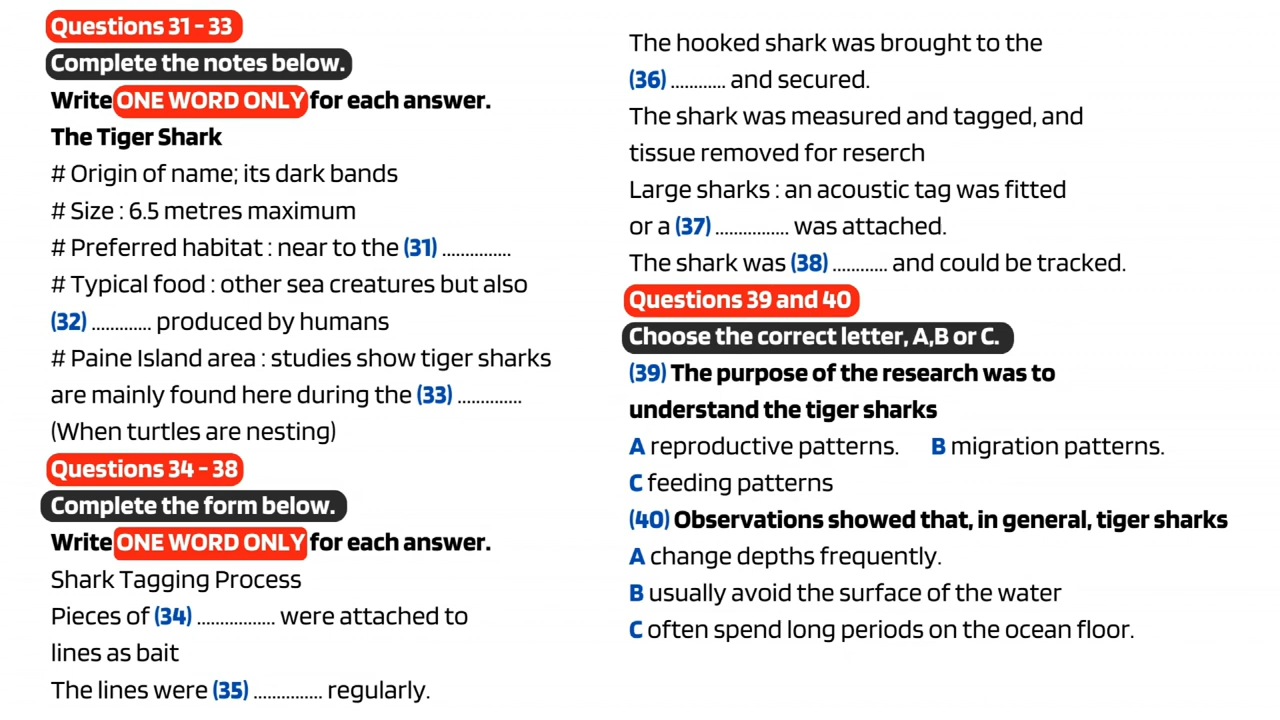 Questions 31 - 33
Complete the notes below.
Write ONE WORD ONLY for each answer.
The Tiger Shark
# Origin of name; its dark bands
# Size : 6.5 metres maximum
# Preferred habitat : near to the (31) ..............
# Typical food : other sea creatures but also
(32) ............. produced by humans
# Paine Island area : studies show tiger sharks
are mainly found here during the (33) .............
(When turtles are nesting)
Questions 34 - 38
Complete the form below.
Write ONE WORD ONLY for each answer.
Shark Tagging Process
Pieces of (34) ................. were attached to
lines as bait
The lines were (35) ............... regularly.
The hooked shark was brought to the
(36) ............ and secured.
The shark was measured and tagged, and
tissue removed for reserch
Large sharks : an acoustic tag was fitted
or a (37) ................ was attached.
The shark was (38) ............ and could be tracked.
Questions 39 and 40
Choose the correct letter, A,B or C.
(39) The purpose of the research was to
understand the tiger sharks
A reproductive patterns. B migration patterns.
C feeding patterns
(40) Observations showed that, in general, tiger sharks
A change depths frequently.
B usually avoid the surface of the water
C often spend long periods on the ocean floor.